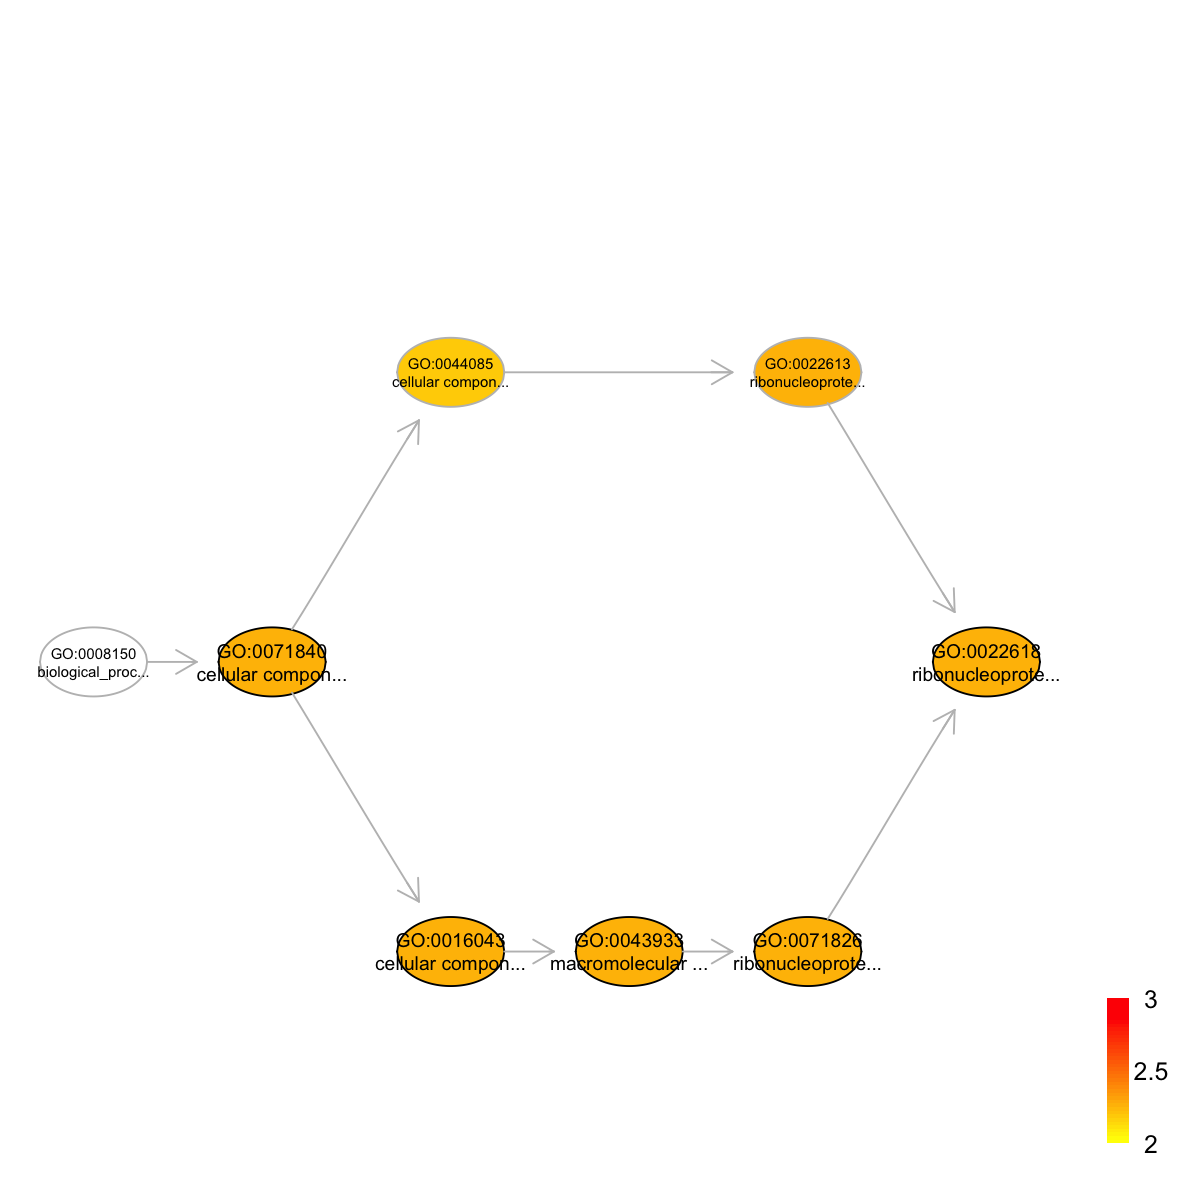 GO:0044085
cellular compon...
GO:0022613
ribonucleoprote...
GO:0008150
biological_proc...
GO:0071840
cellular compon...
GO:0022618
ribonucleoprote...
GO:0016043
cellular compon...
GO:0043933
macromolecular ...
GO:0071826
ribonucleoprote...
3
2.5
2